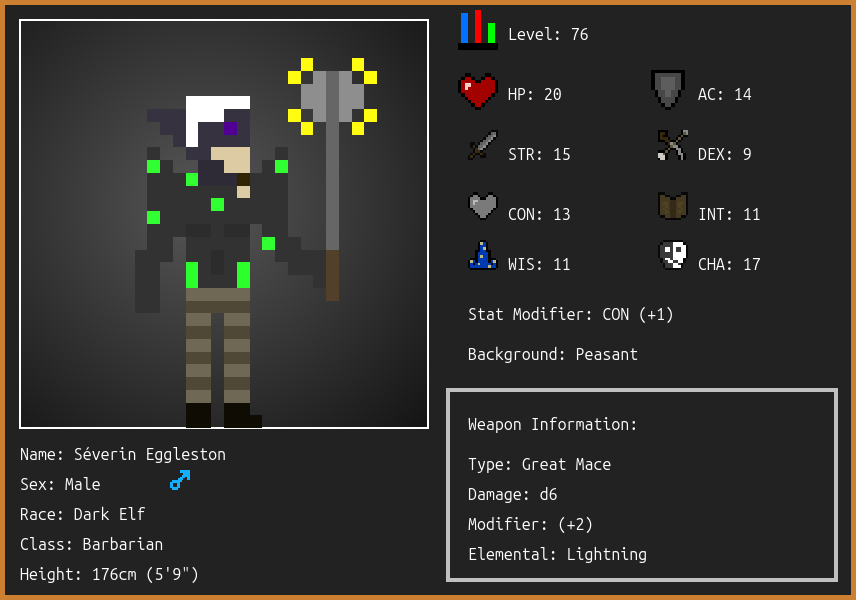 Level: 76
HP: 20
AC: 14
STR: 15
DEX: 9
CON: 13
INT: 11
WIS: 11
CHA: 17
Stat Modifier: CON (+1)
Background: Peasant
Weapon Information:
Type: Great Mace
Damage: d6
Modifier: (+2)
Elemental: Lightning
Name: Séverin Eggleston
Sex: Male
Race: Dark Elf
Class: Barbarian
Height: 176cm (5'9")